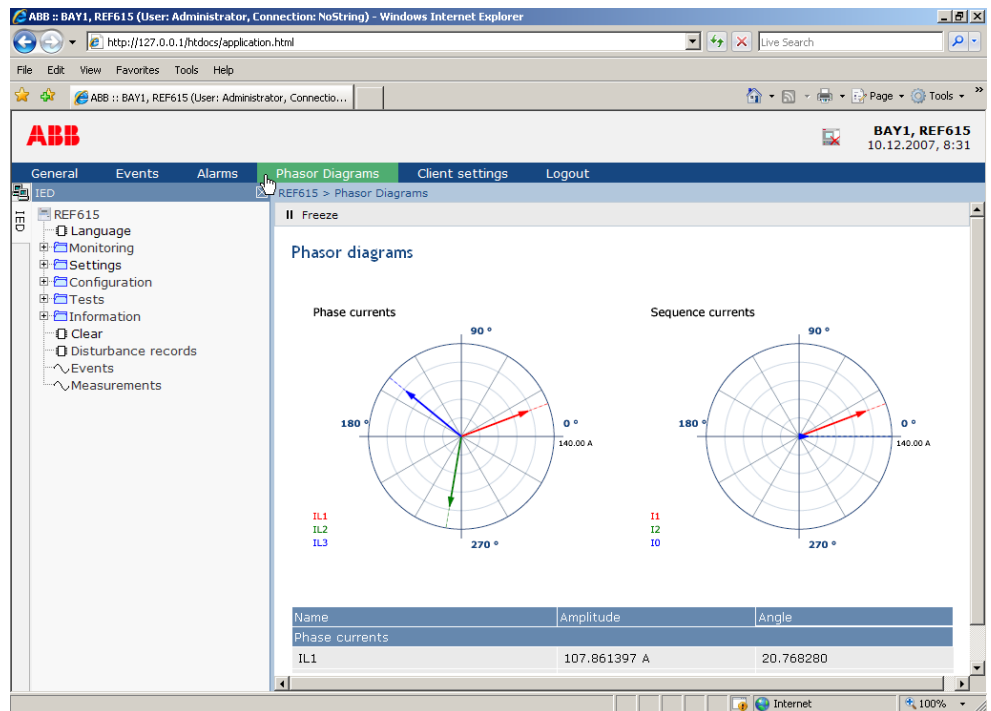 ABB :: BAY1, REF615 (User: Administrator, Connection: NoString) - Windows Internet Explorer
http://127.0.0.1/htdocs/application.html
Live Search
File Edit View Favorites Tools Help
ABB :: BAY1, REF615 (User: Administrator, Connectio...
Page Tools
ABB
BAY1, REF615
10.12.2007, 8:31
General Events Alarms Phasor Diagrams Client settings Logout
IED
REF615 > Phasor Diagrams
IED
REF615
Language
Monitoring
Settings
Configuration
Tests
Information
Clear
Disturbance records
Events
Measurements
Freeze
Phasor diagrams
Phase currents
90 °
180 °
0 °
140.00 A
270 °
IL1
IL2
IL3
Sequence currents
90 °
180 °
0 °
140.00 A
270 °
I1
I2
I0
Name Amplitude Angle
Phase currents
IL1 107.861397 A 20.768280
Internet
100%